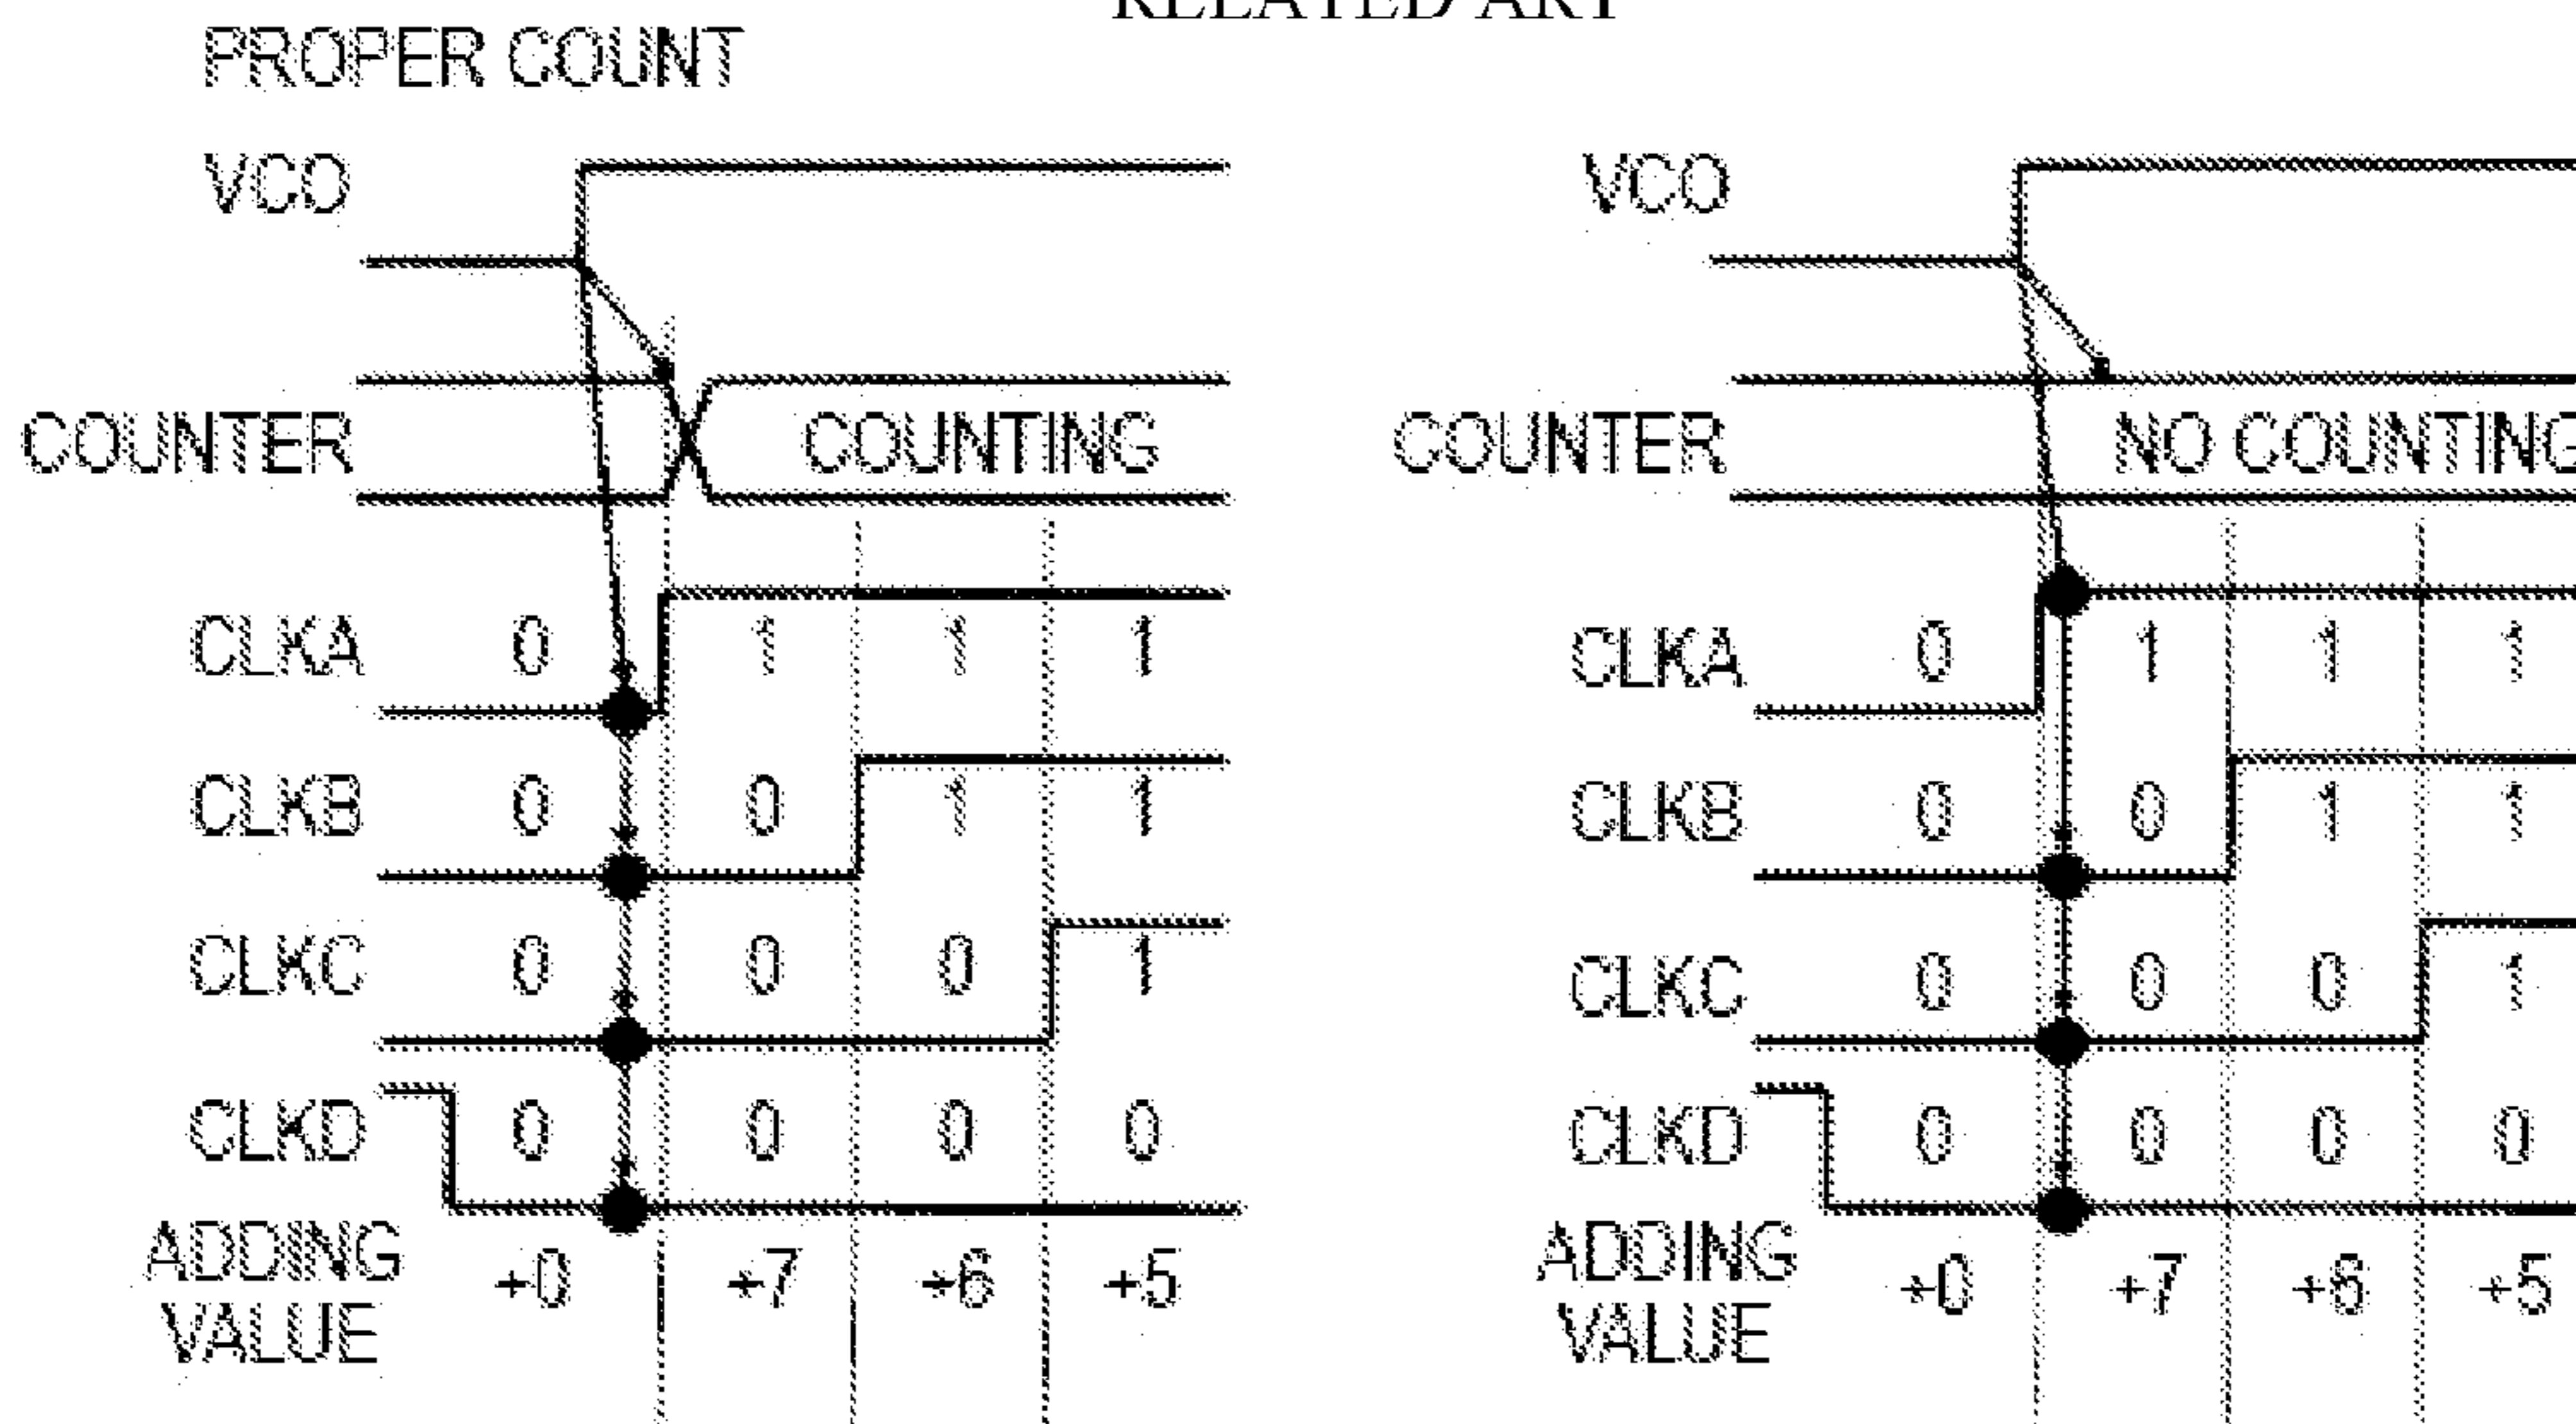 RELATED ART
PROPER COUNT
VCO
COUNTER
COUNTING
CLKA 0 1 1 1
CLKB 0 0 1 1
CLKC 0 0 0 1
CLKD 0 0 0 0
ADDING
VALUE
+0 +7 +6 +5
VCO
COUNTER
NO COUNTING
CLKA 0 1 1 1
CLKB 0 0 1 1
CLKC 0 0 0 1
CLKD 0 0 0 0
ADDING
VALUE
+0 +7 +6 +5